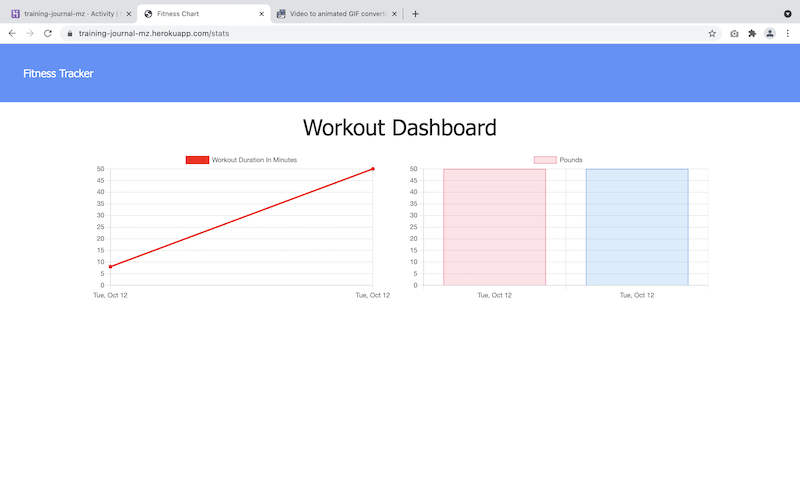 training-journal-mz · Activity |
Fitness Chart
Video to animated GIF convert
training-journal-mz.herokuapp.com/stats
Fitness Tracker
Workout Dashboard
Workout Duration In Minutes
50
45
40
35
30
25
20
15
10
5
0
Tue, Oct 12
Tue, Oct 12
Pounds
50
45
40
35
30
25
20
15
10
5
0
Tue, Oct 12
Tue, Oct 12